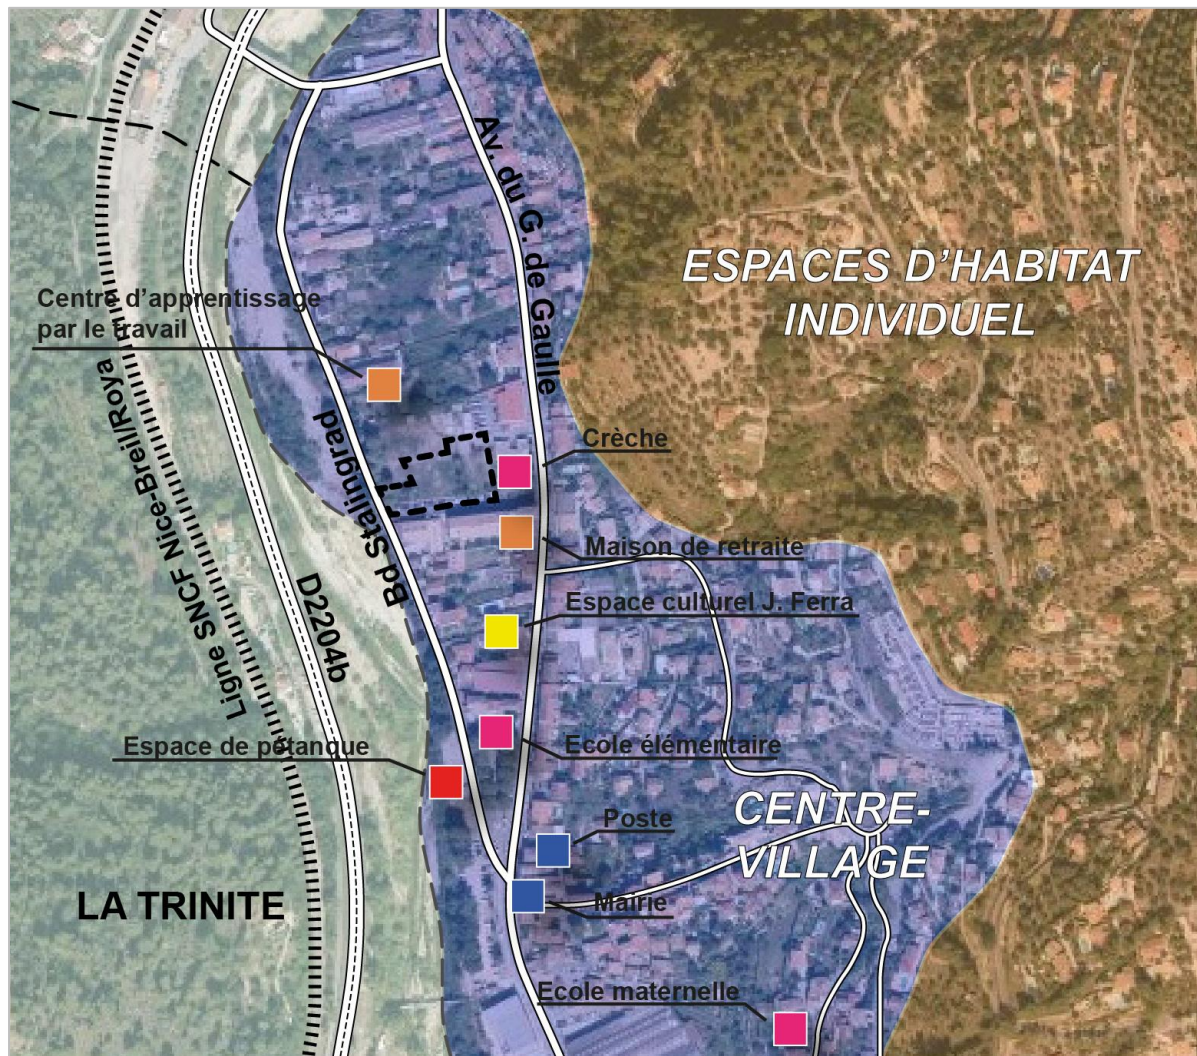 Av. du G. de Gaulle
ESPACES D'HABITAT
INDIVIDUEL
Centre d'apprentissage
par le travail
Ligne SNCF Nice-Breil/Roya
Bd Stalingrad
Crèche
Maison de retraite
D2204b
Espace culturel J. Ferra
Espace de pétanque
Ecole élémentaire
CENTRE-
VILLAGE
Poste
LA TRINITE
Mairie
Ecole maternelle